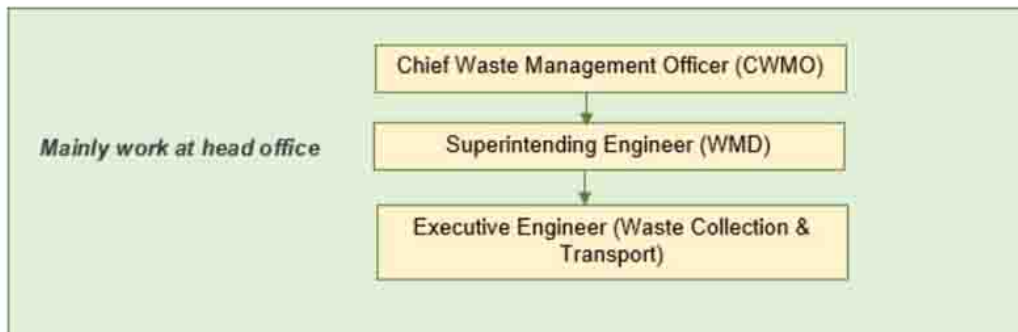 Chief Waste Management Officer (CWMO)
Mainly work at head office
Superintending Engineer (WMD)
Executive Engineer (Waste Collection &
Transport)